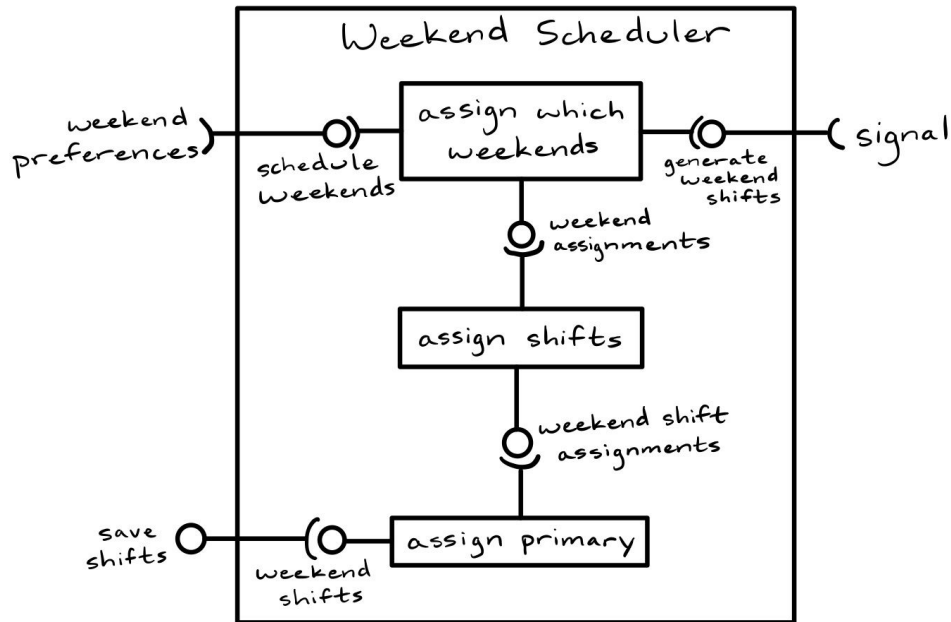 Weekend Scheduler
weekend
preferences
schedule
weekends
assign which
weekends
generate
weekend
shifts
signal
weekend
assignments
assign shifts
weekend shift
assignments
save
shifts
weekend
shifts
assign primary